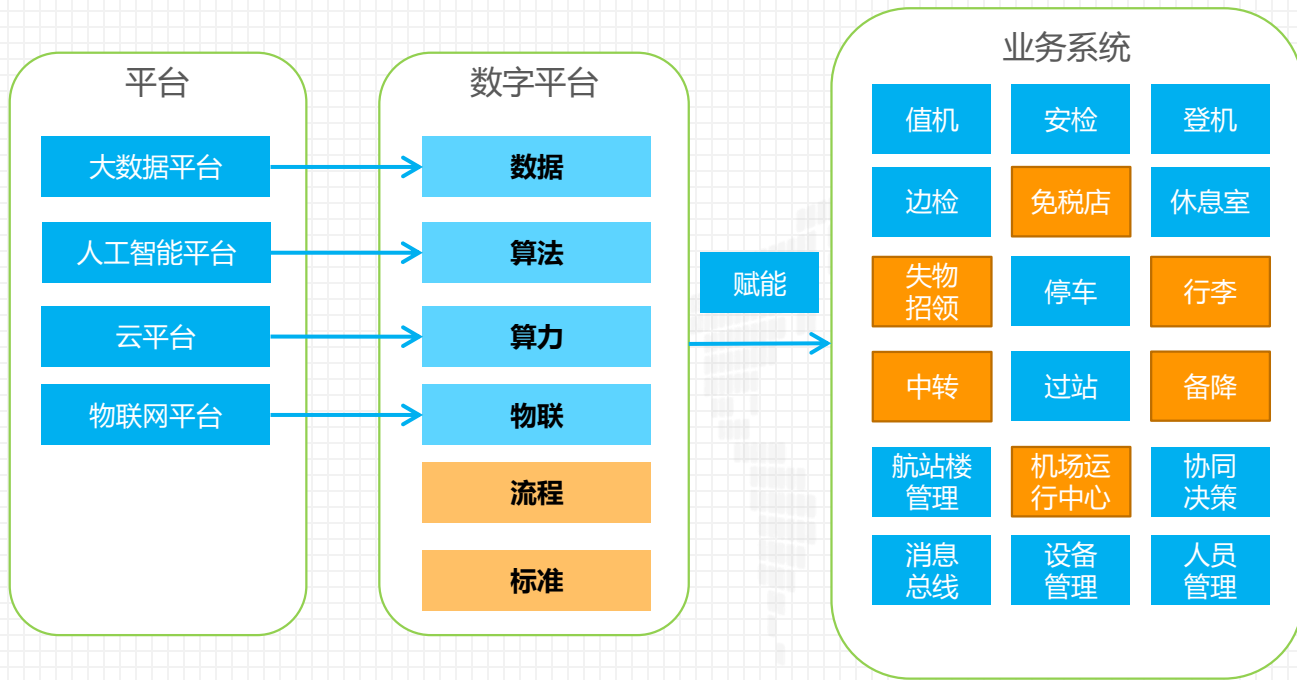 平台
大数据平台
人工智能平台
云平台
物联网平台
数字平台
数据
算法
算力
物联
流程
标准
赋能
业务系统
值机
安检
登机
边检
免税店
休息室
失物
招领
停车
行李
中转
过站
备降
航站楼
管理
机场运
行中心
协同
决策
消息
总线
设备
管理
人员
管理